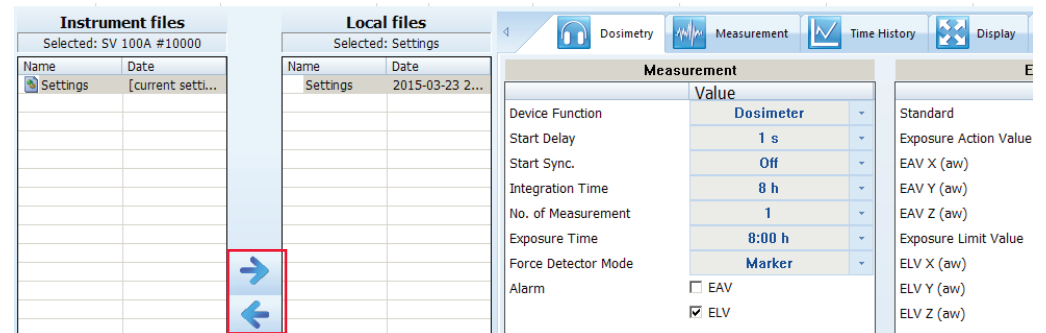 Instrument files
Selected: SV 100A #10000
Name Date
Settings [current setti...
Local files
Selected: Settings
Name Date
Settings 2015-03-23 2...
Dosimetry Measurement Time History Display
Measurement
Value
Device Function Dosimeter
Start Delay 1 s
Start Sync. Off
Integration Time 8 h
No. of Measurement 1
Exposure Time 8:00 h
Force Detector Mode Marker
Alarm EAV
ELV
E
Standard
Exposure Action Value
EAV X (aw)
EAV Y (aw)
EAV Z (aw)
Exposure Limit Value
ELV X (aw)
ELV Y (aw)
ELV Z (aw)